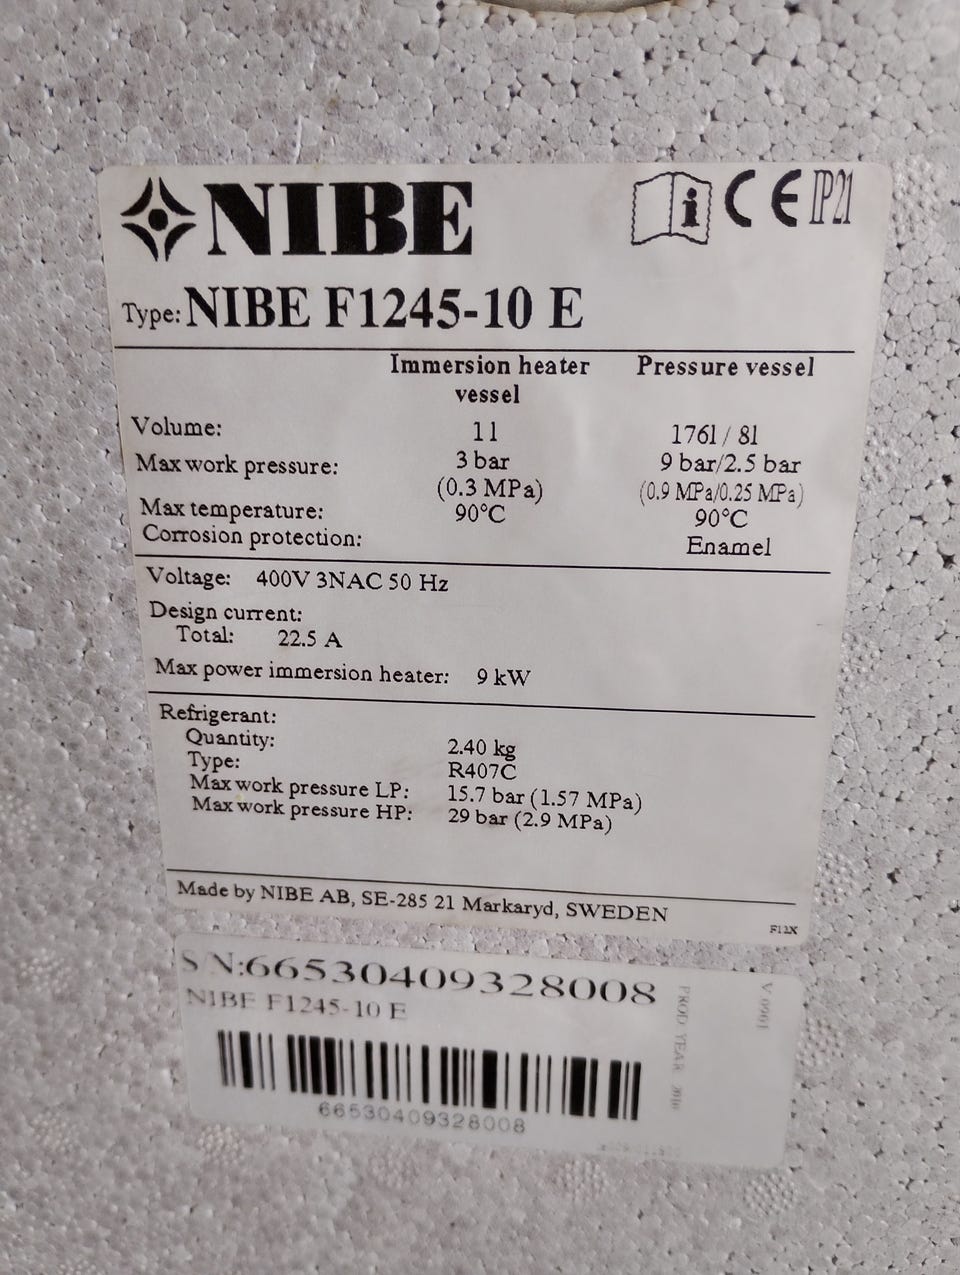 NIBE
i CE IP21
Type: NIBE F1245-10 E
Immersion heater vessel Pressure vessel
Volume: 1 l 176l / 8l
Max work pressure: 3 bar 9 bar/2.5 bar
(0.3 MPa) (0.9 MPa/0.25 MPa)
Max temperature: 90°C 90°C
Corrosion protection: Enamel
Voltage: 400V 3NAC 50 Hz
Design current:
Total: 22.5 A
Max power immersion heater: 9 kW
Refrigerant:
Quantity: 2.40 kg
Type: R407C
Max work pressure LP: 15.7 bar (1.57 MPa)
Max work pressure HP: 29 bar (2.9 MPa)
Made by NIBE AB, SE-285 21 Markaryd, SWEDEN
F12X
SN:66530409328008
NIBE F1245-10 E
66530409328008
PROD YEAR